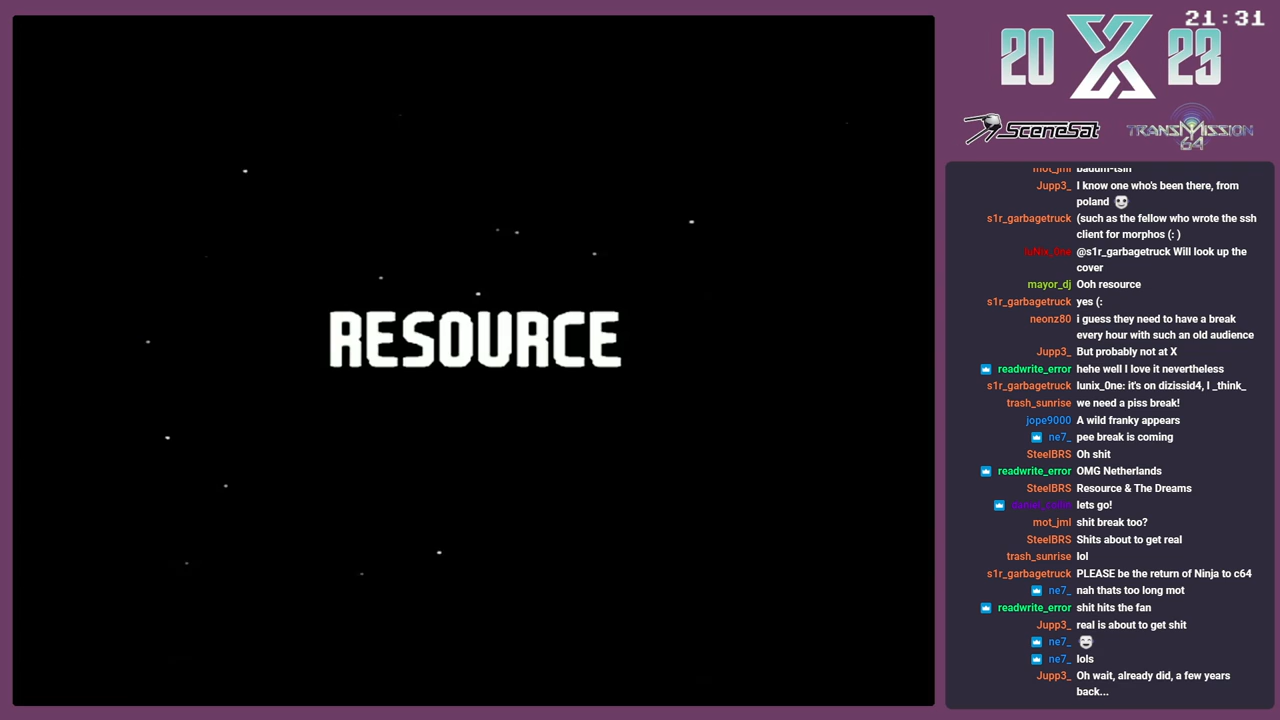 21:31
20 X 23
SCENESAT
TRANSMISSION
64
RESOURCE
mot_jml badum-tsih
Jupp3_ I know one who's been there, from
poland
s1r_garbagetruck (such as the fellow who wrote the ssh
client for morphos (: )
luNix_0ne @s1r_garbagetruck Will look up the
cover
mayor_dj Ooh resource
s1r_garbagetruck yes (:
neonz80 i guess they need to have a break
every hour with such an old audience
Jupp3_ But probably not at X
readwrite_error hehe well I love it nevertheless
s1r_garbagetruck lunix_0ne: it's on dizissid4, I _think_
trash_sunrise we need a piss break!
jope9000 A wild franky appears
ne7_ pee break is coming
SteelBRS Oh shit
readwrite_error OMG Netherlands
SteelBRS Resource & The Dreams
lets go!
mot_jml shit break too?
SteelBRS Shits about to get real
trash_sunrise lol
s1r_garbagetruck PLEASE be the return of Ninja to c64
ne7_ nah thats too long mot
readwrite_error shit hits the fan
Jupp3_ real is about to get shit
ne7_
ne7_ lols
Jupp3_ Oh wait, already did, a few years
back...